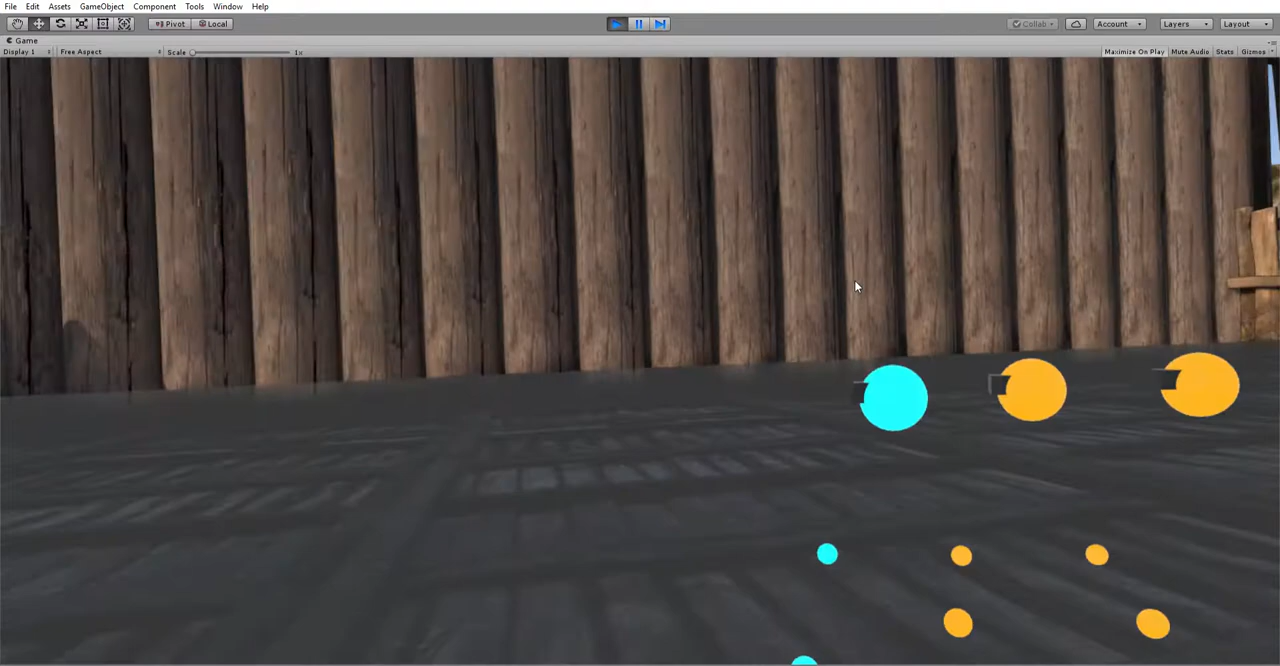 File Edit Assets GameObject Component Tools Window Help
Pivot Local Collab Account Layers Layout
Game
Display 1 Free Aspect Scale 1x Maximize On Play Mute Audio Stats Gizmos